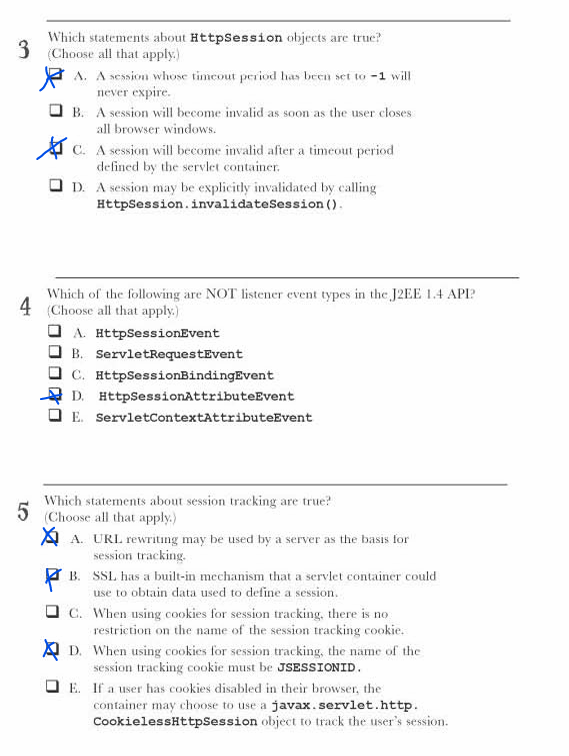 3
Which statements about HttpSession objects are true?
(Choose all that apply.)
A. A session whose timeout period has been set to -1 will
never expire.
B. A session will become invalid as soon as the user closes
all browser windows.
C. A session will become invalid after a timeout period
defined by the servlet container.
D. A session may be explicitly invalidated by calling
HttpSession.invalidateSession().
4
Which of the following are NOT listener event types in the J2EE 1.4 API?
(Choose all that apply.)
A. HttpSessionEvent
B. ServletRequestEvent
C. HttpSessionBindingEvent
D. HttpSessionAttributeEvent
E. ServletContextAttributeEvent
5
Which statements about session tracking are true?
(Choose all that apply.)
A. URL rewriting may be used by a server as the basis for
session tracking.
B. SSL has a built-in mechanism that a servlet container could
use to obtain data used to define a session.
C. When using cookies for session tracking, there is no
restriction on the name of the session tracking cookie.
D. When using cookies for session tracking, the name of the
session tracking cookie must be JSESSIONID.
E. If a user has cookies disabled in their browser, the
container may choose to use a javax.servlet.http.
CookielessHttpSession object to track the user's session.